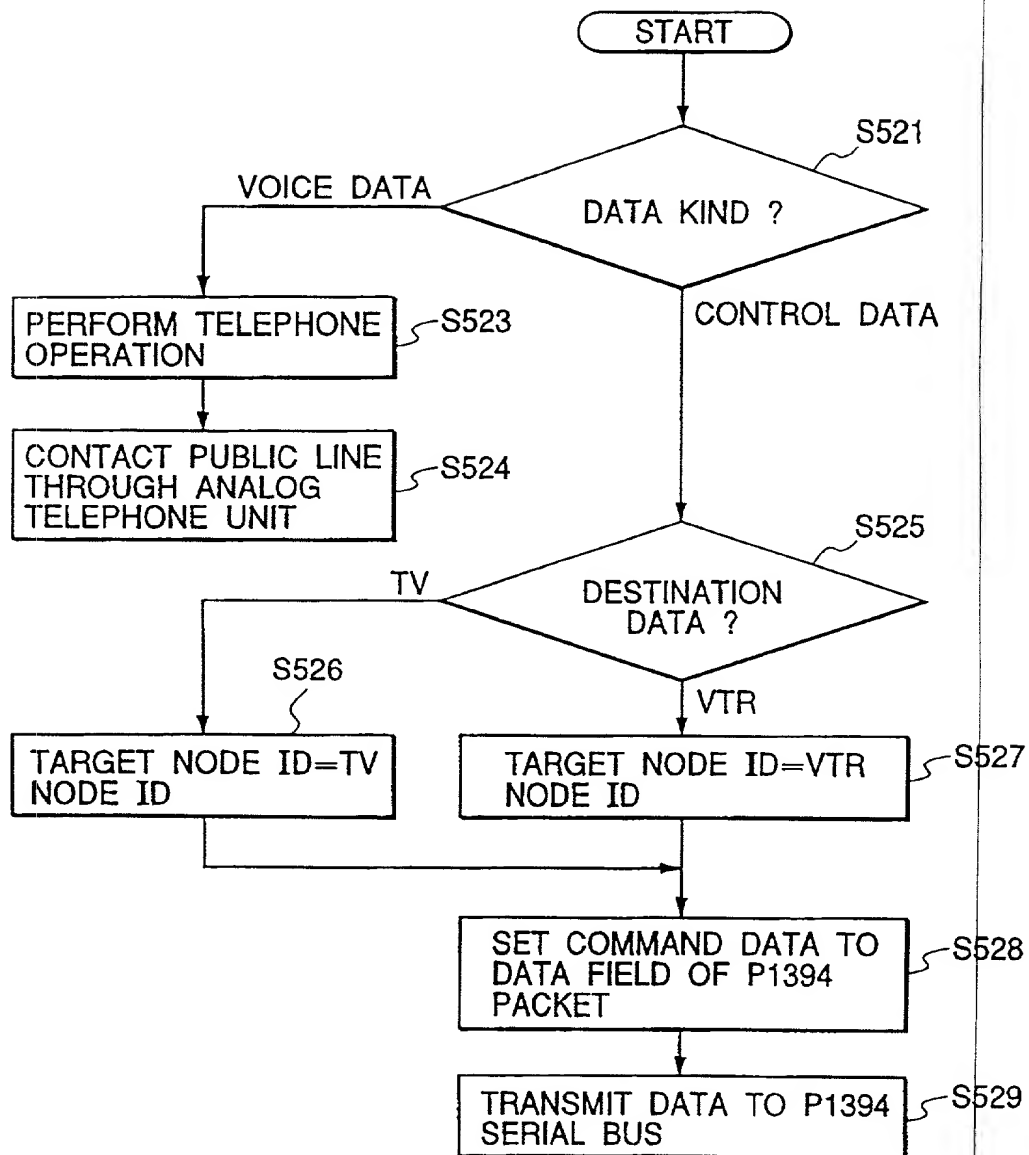 START
S521
DATA KIND ?
VOICE DATA
CONTROL DATA
PERFORM TELEPHONE
OPERATION
S523
CONTACT PUBLIC LINE
THROUGH ANALOG
TELEPHONE UNIT
S524
S525
DESTINATION
DATA ?
TV
VTR
S526
TARGET NODE ID=TV
NODE ID
TARGET NODE ID=VTR
NODE ID
S527
SET COMMAND DATA TO
DATA FIELD OF P1394
PACKET
S528
TRANSMIT DATA TO P1394
SERIAL BUS
S529